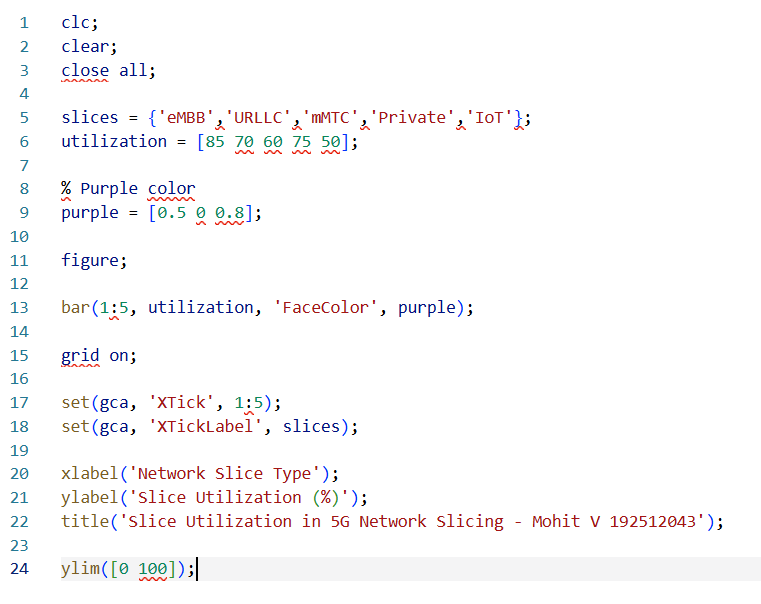 1 clc;
2 clear;
3 close all;
4
5 slices = {'eMBB','URLLC','mMTC','Private','IoT'};
6 utilization = [85 70 60 75 50];
7
8 % Purple color
9 purple = [0.5 0 0.8];
10
11 figure;
12
13 bar(1:5, utilization, 'FaceColor', purple);
14
15 grid on;
16
17 set(gca, 'XTick', 1:5);
18 set(gca, 'XTickLabel', slices);
19
20 xlabel('Network Slice Type');
21 ylabel('Slice Utilization (%)');
22 title('Slice Utilization in 5G Network Slicing - Mohit V 192512043');
23
24 ylim([0 100]);